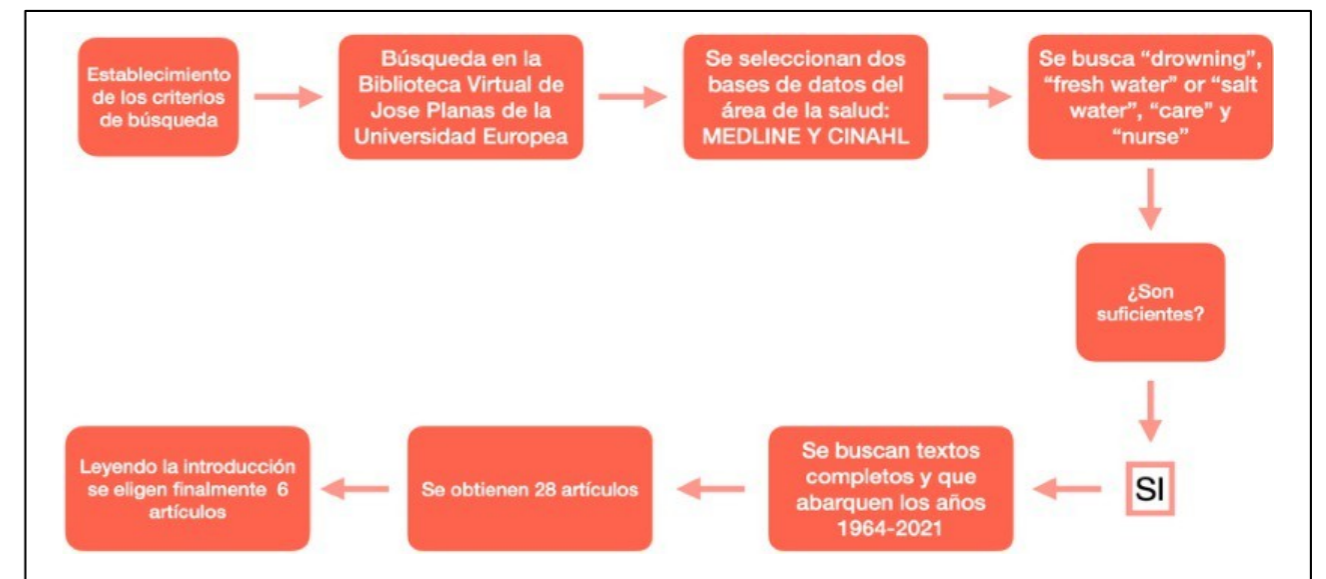 Establecimiento
de los criterios
de búsqueda
Búsqueda en la
Biblioteca Virtual de
Jose Planas de la
Universidad Europea
Se seleccionan dos
bases de datos del
área de la salud:
MEDLINE Y CINAHL
Se busca “drowning”,
“fresh water” or “salt
water”, “care” y
“nurse”
¿Son
suficientes?
SI
Se buscan textos
completos y que
abarquen los años
1964-2021
Se obtienen 28 artículos
Leyendo la introducción
se eligen finalmente 6
artículos